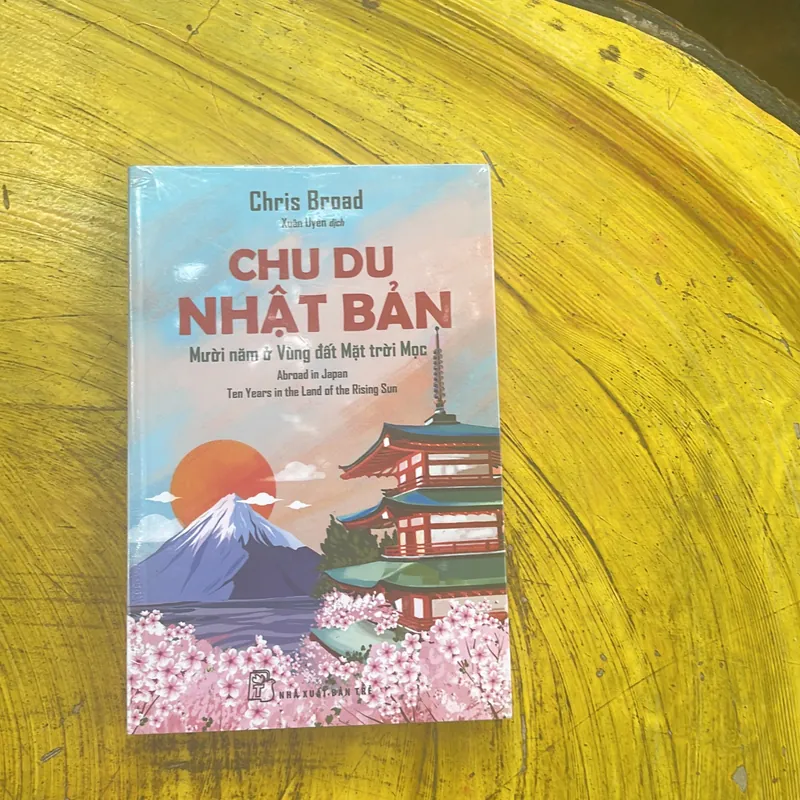 Chris Broad
Xuân Uyên dịch
CHU DU
NHẬT BẢN
Mười năm ở Vùng đất Mặt trời Mọc
Abroad in Japan
Ten Years in the Land of the Rising Sun
NHÀ XUẤT BẢN TRẺ